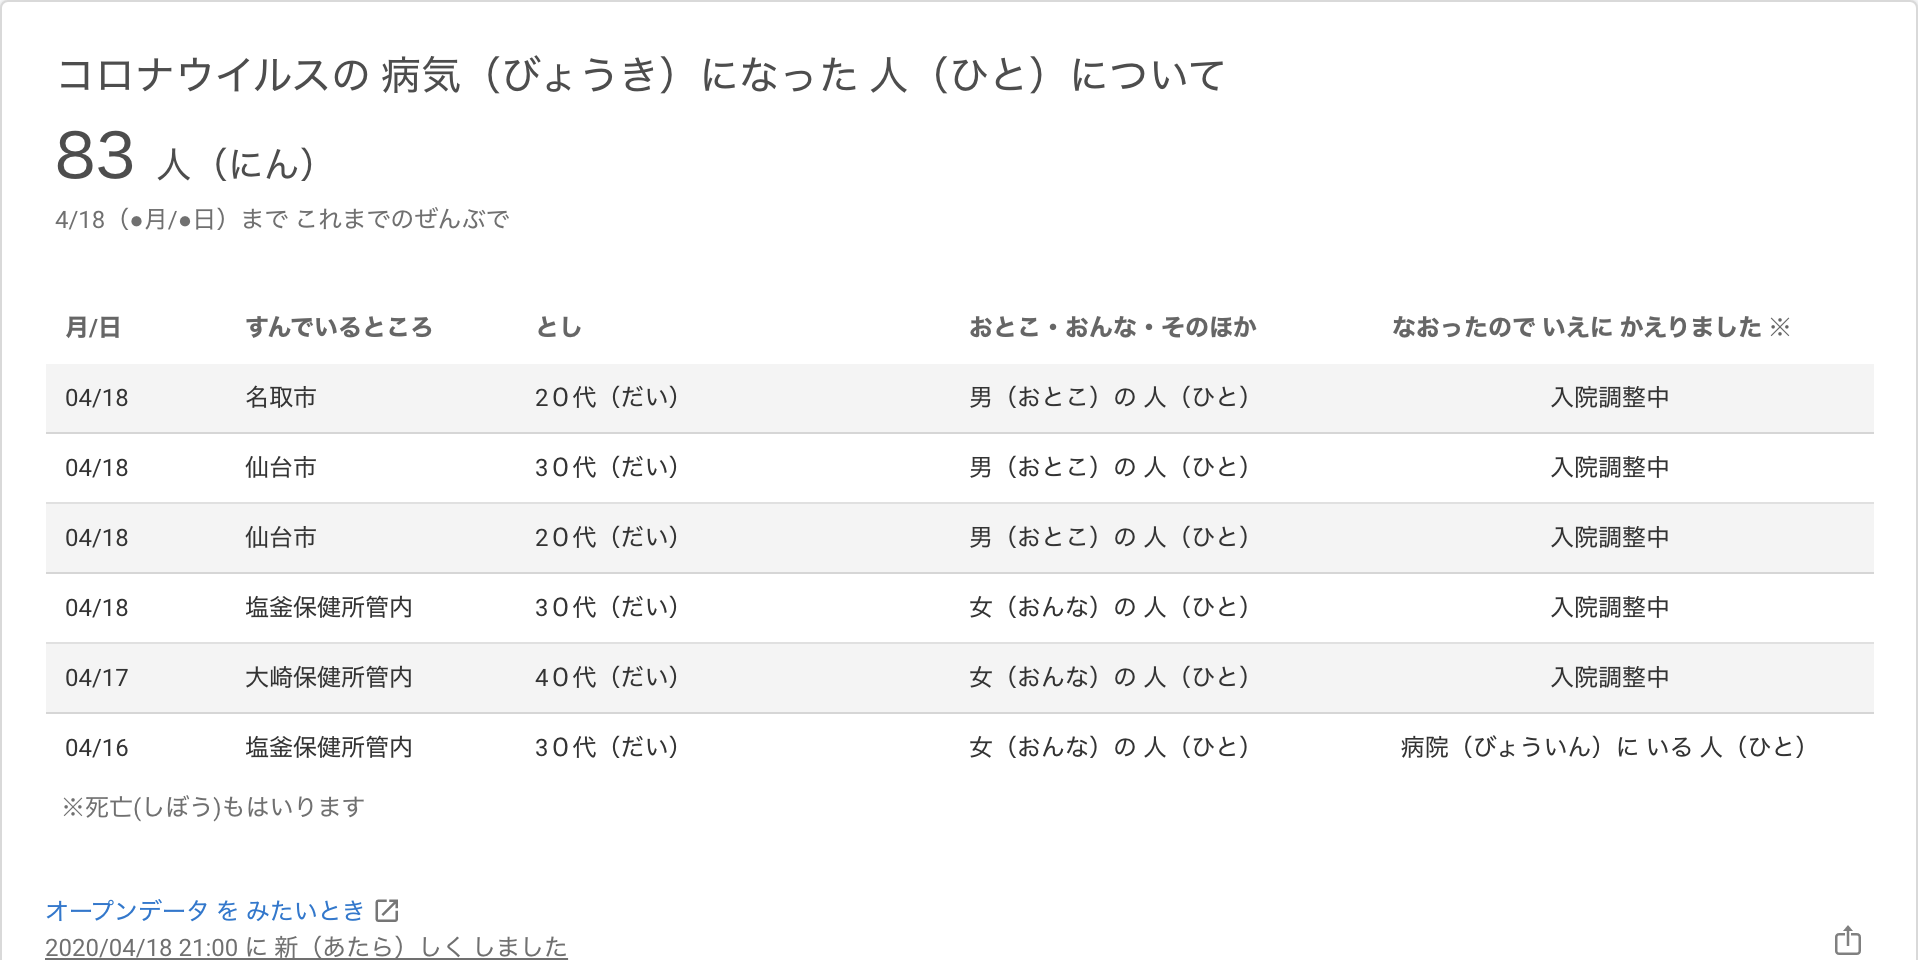 コロナウイルスの 病気（びょうき）になった 人（ひと）について
83 人（にん）
4/18（●月/●日）まで これまでのぜんぶで
月/日 すんでいるところ とし おとこ・おんな・そのほか なおったので いえに かえりました ※
04/18 名取市 2０代（だい） 男（おとこ）の 人（ひと） 入院調整中
04/18 仙台市 3０代（だい） 男（おとこ）の 人（ひと） 入院調整中
04/18 仙台市 2０代（だい） 男（おとこ）の 人（ひと） 入院調整中
04/18 塩釜保健所管内 3０代（だい） 女（おんな）の 人（ひと） 入院調整中
04/17 大崎保健所管内 4０代（だい） 女（おんな）の 人（ひと） 入院調整中
04/16 塩釜保健所管内 3０代（だい） 女（おんな）の 人（ひと） 病院（びょういん）に いる 人（ひと）
※死亡(しぼう)もはいります
オープンデータ を みたいとき
2020/04/18 21:00 に 新（あたら）しく しました